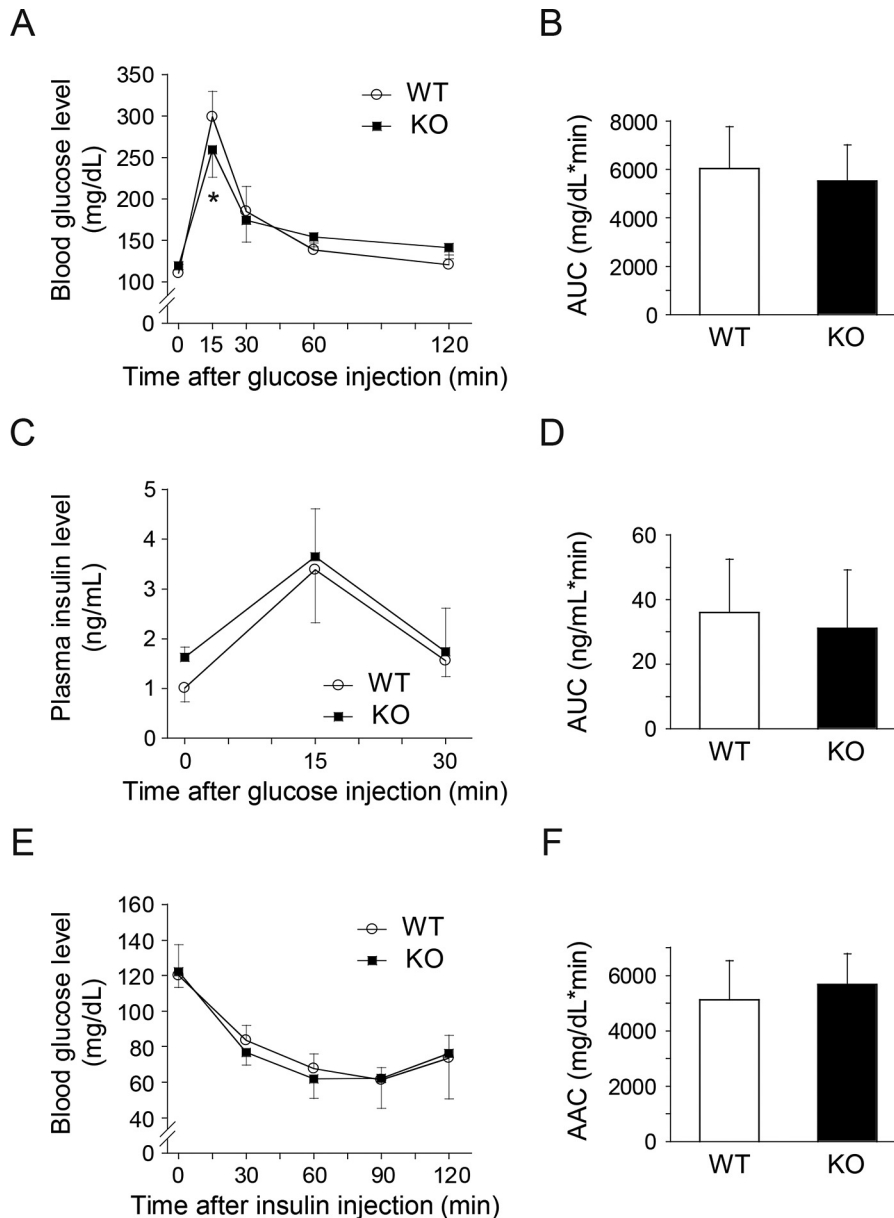 A
Blood glucose level
(mg/dL)
350
300
250
200
150
100
0
WT
KO
*
0 15 30 60 120
Time after glucose injection (min)
B
AUC (mg/dL*min)
8000
6000
4000
2000
0
WT KO
C
Plasma insulin level
(ng/mL)
5
4
3
2
1
0
WT
KO
0 15 30
Time after glucose injection (min)
D
AUC (ng/mL*min)
60
40
20
0
WT KO
E
Blood glucose level
(mg/dL)
160
140
120
100
80
60
40
0
WT
KO
0 30 60 90 120
Time after insulin injection (min)
F
AAC (mg/dL*min)
6000
4000
2000
0
WT KO